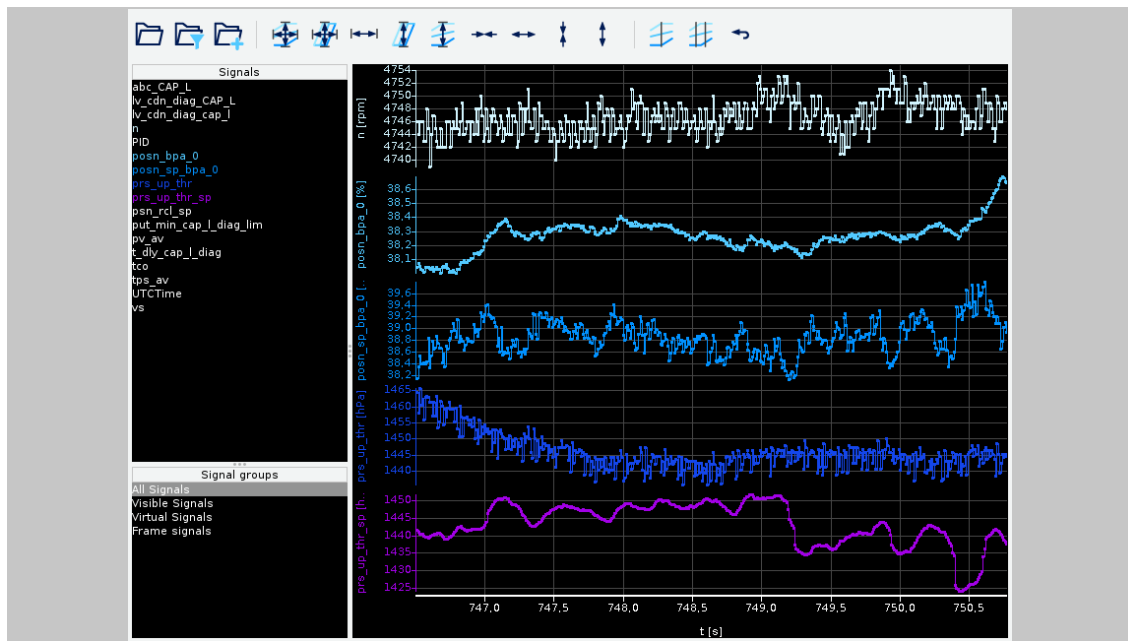 Signals
abc_CAP_L
lv_cdn_diag_CAP_L
lv_cdn_diag_cap_l
n
PID
posn_bpa_0
posn_sp_bpa_0
prs_up_thr
prs_up_thr_sp
psn_rcl_sp
put_min_cap_l_diag_lim
pv_av
t_dly_cap_l_diag
tco
tps_av
UTCTime
vs
Signal groups
All Signals
Visible Signals
Virtual Signals
Frame signals
n [rpm]
4754
4752
4750
4748
4746
4744
4742
4740
posn_bpa_0 [%]
38,6
38,5
38,4
38,3
38,2
38,1
posn_sp_bpa_0 [..
39,6
39,4
39,2
39,0
38,8
38,6
38,4
38,2
prs_up_thr [hPa]
1465
1460
1455
1450
1445
1440
prs_up_thr_sp [h..
1450
1445
1440
1435
1430
1425
747,0
747,5
748,0
748,5
749,0
749,5
750,0
750,5
t [s]